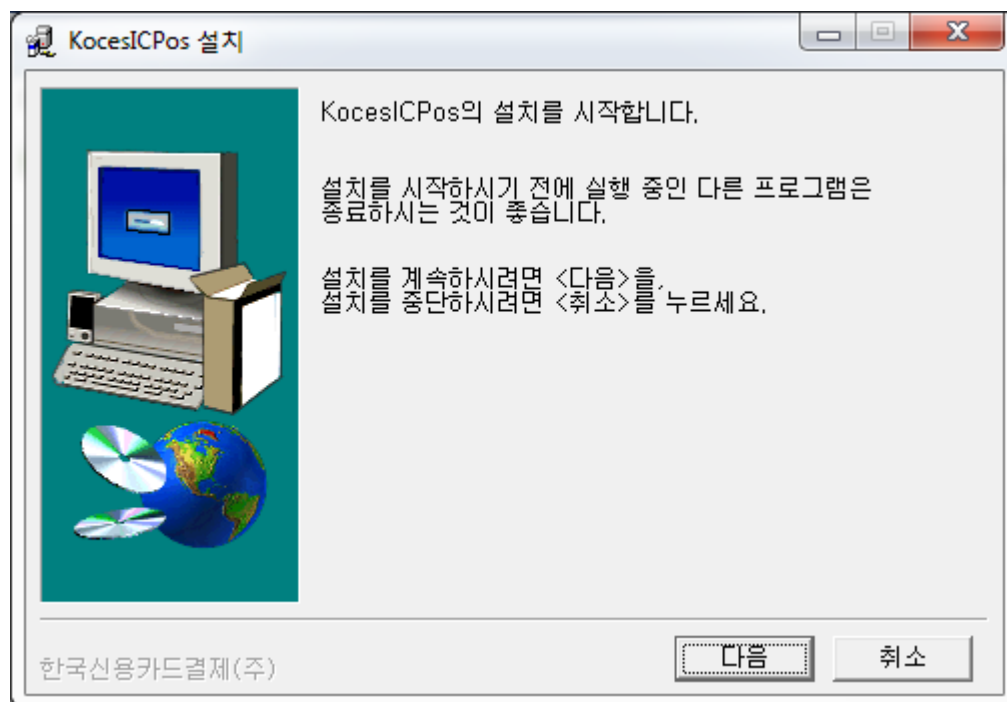 KocesICPos 설치
KocesICPos의 설치를 시작합니다.
설치를 시작하시기 전에 실행 중인 다른 프로그램은
종료하시는 것이 좋습니다.
설치를 계속하시려면 <다음>을,
설치를 중단하시려면 <취소>를 누르세요.
한국신용카드결제(주)
다음
취소